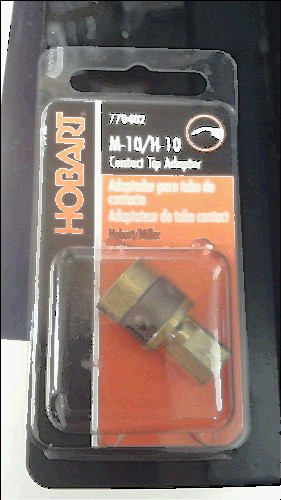 HOBART
770402
M-10/H-10
Contact Tip Adapter
Adaptador para tubo de
contacto
Adaptateur de tube contact
Hobart/Miller